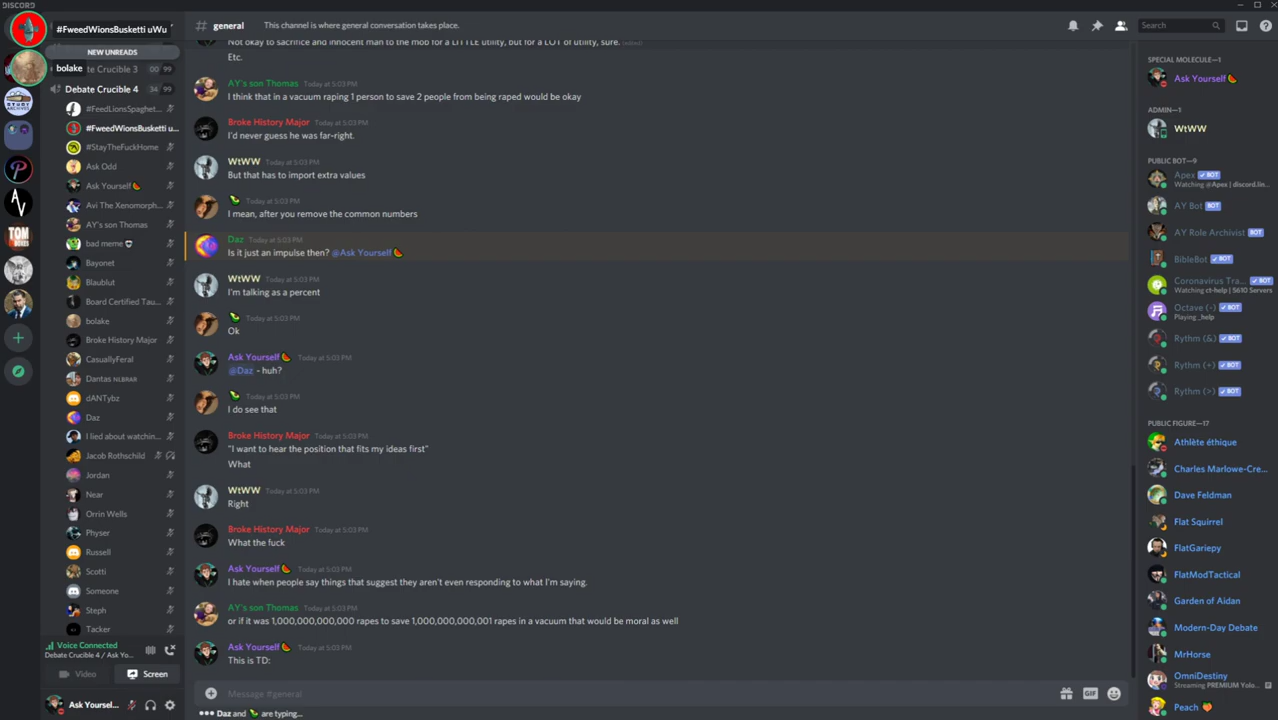 DISCORD
#FweedWionsBusketti uWu
NEW UNREADS
bolake
Debate Crucible 3 00 99
Debate Crucible 4 34 99
#FeedLionsSpaghet...
#FweedWionsBusketti u...
#StayTheFuckHome
Ask Odd
Ask Yourself🍉
Avi The Xenomorph...
AY's son Thomas
bad meme
Bayonet
Blaublut
Board Certified Tau...
bolake
Broke History Major
CasuallyFeral
Dantas NLBRAR
dANTybz
Daz
I lied about watchin...
Jacob Rothschild
Jordan
Near
Orrin Wells
Physer
Russell
Scotti
Someone
Steph
Tacker
Voice Connected
Debate Crucible 4 / Ask Yo...
Video
Screen
Ask Yoursel...
STUDY
ARCHIVES
TOM
BOXES
# general
This channel is where general conversation takes place.
Search
Not okay to sacrifice and innocent man to the mob for a LITTLE utility, but for a LOT of utility, sure. (edited)
Etc.
AY's son Thomas Today at 5:03 PM
I think that in a vacuum raping 1 person to save 2 people from being raped would be okay
Broke History Major Today at 5:03 PM
I'd never guess he was far-right.
WtWW Today at 5:03 PM
But that has to import extra values
Today at 5:03 PM
I mean, after you remove the common numbers
Daz Today at 5:03 PM
Is it just an impulse then? @Ask Yourself🍉
WtWW Today at 5:03 PM
I'm talking as a percent
Today at 5:03 PM
Ok
Ask Yourself🍉 Today at 5:03 PM
@Daz - huh?
Today at 5:03 PM
I do see that
Broke History Major Today at 5:03 PM
"I want to hear the position that fits my ideas first"
What
WtWW Today at 5:03 PM
Right
Broke History Major Today at 5:03 PM
What the fuck
Ask Yourself🍉 Today at 5:03 PM
I hate when people say things that suggest they aren't even responding to what I'm saying.
AY's son Thomas Today at 5:03 PM
or if it was 1,000,000,000,000 rapes to save 1,000,000,000,001 rapes in a vacuum that would be moral as well
Ask Yourself🍉 Today at 5:03 PM
This is TD:
Message #general
GIF
Daz and are typing...
SPECIAL MOLECULE—1
Ask Yourself🍉
ADMIN—1
WtWW
PUBLIC BOT—9
Apex BOT
Watching @Apex | discord.lin...
AY Bot BOT
AY Role Archivist BOT
BibleBot BOT
Coronavirus Tra... BOT
Watching ct-help | 5610 Servers
Octave (-) BOT
Playing _help
Rythm (&) BOT
Rythm (+) BOT
Rythm (>) BOT
PUBLIC FIGURE—17
Athlète éthique
Charles Marlowe-Cre...
Dave Feldman
Flat Squirrel
FlatGariepy
FlatModTactical
Garden of Aidan
Modern-Day Debate
MrHorse
OmniDestiny
Streaming PREMIUM Yolo...
Peach 🧡